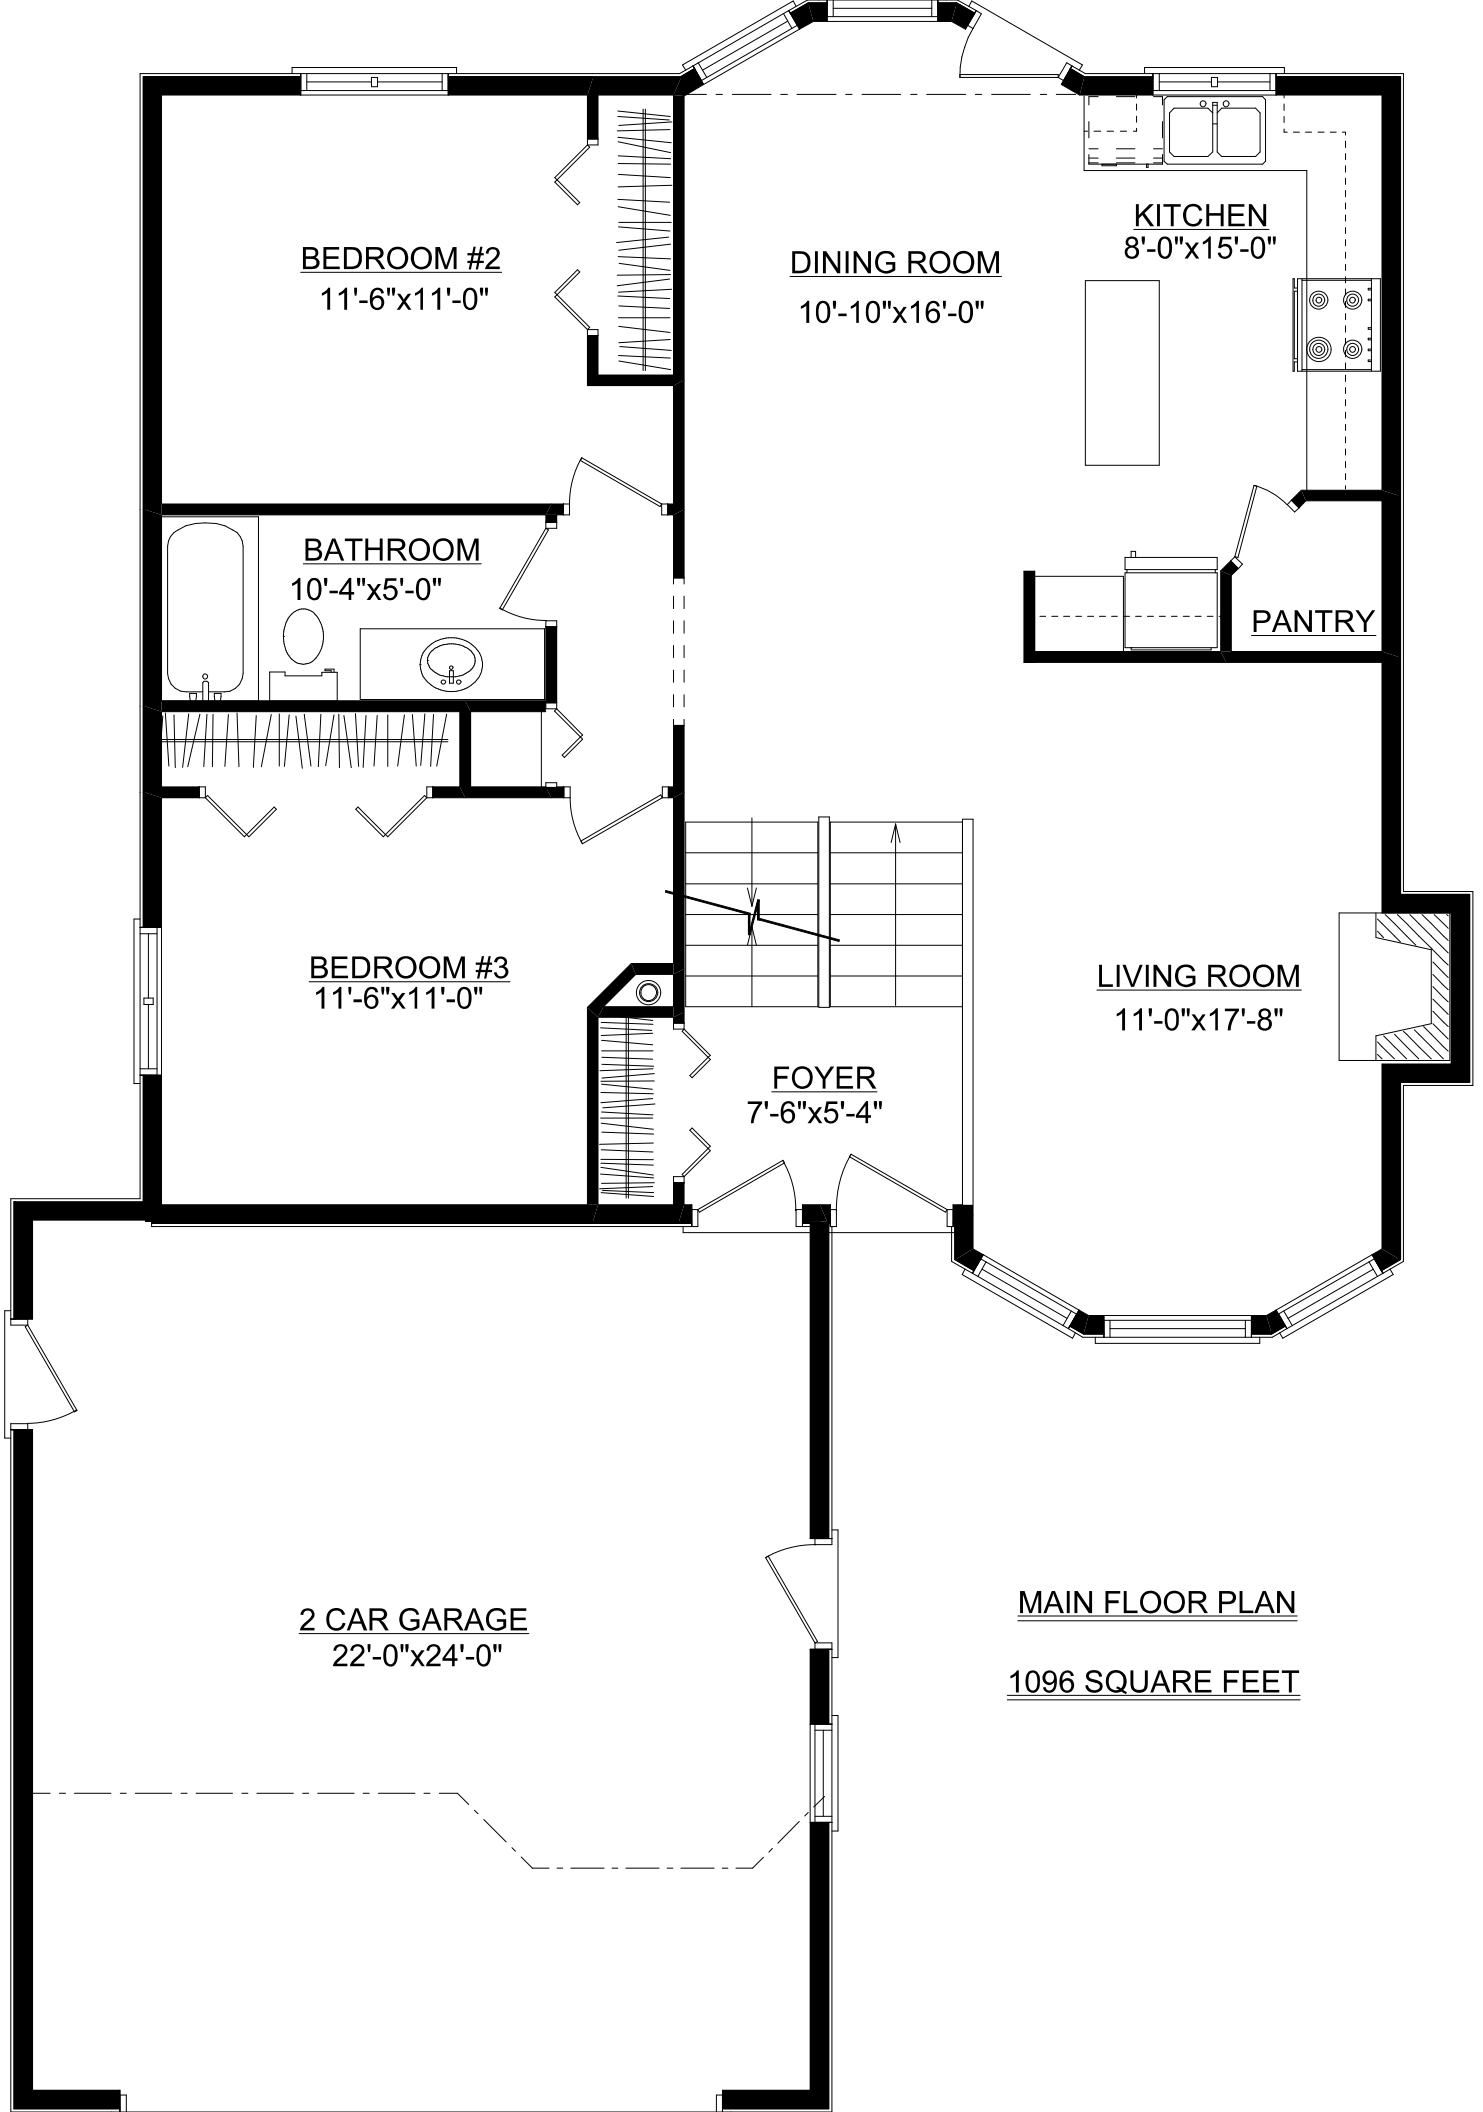 BEDROOM #2
11'-6"x11'-0"
DINING ROOM
10'-10"x16'-0"
KITCHEN
8'-0"x15'-0"
BATHROOM
10'-4"x5'-0"
PANTRY
BEDROOM #3
11'-6"x11'-0"
LIVING ROOM
11'-0"x17'-8"
FOYER
7'-6"x5'-4"
2 CAR GARAGE
22'-0"x24'-0"
MAIN FLOOR PLAN
1096 SQUARE FEET